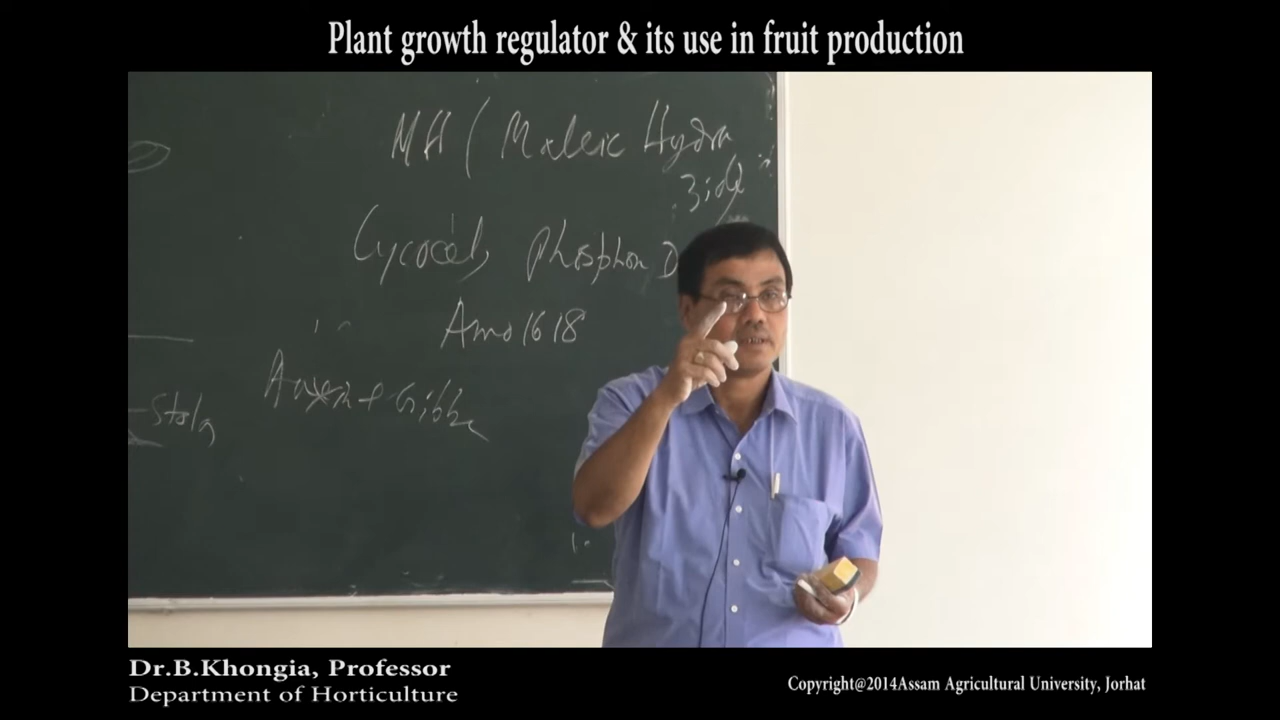 Plant growth regulator & its use in fruit production
MH ( Maleic Hydra
zide
Cycocel, Phosphon D
Amo 1618
Auxin + Gibbe
Dr.B.Khongia, Professor
Department of Horticulture
Copyright@2014Assam Agricultural University, Jorhat